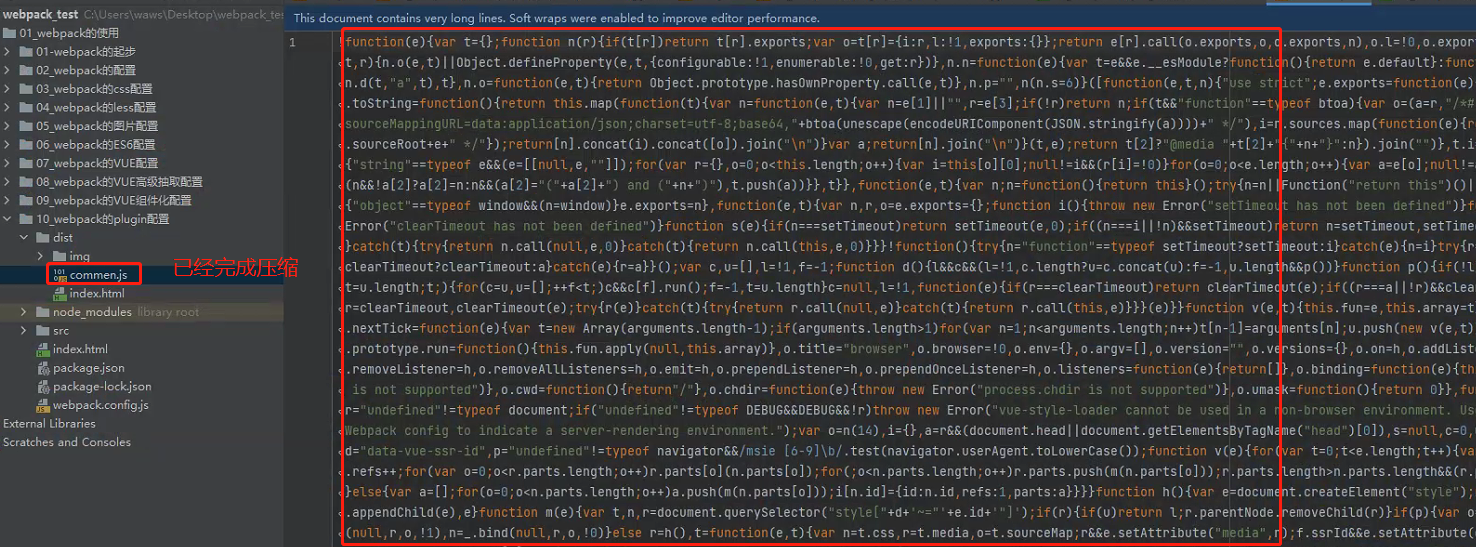 webpack_test C:\Users\waws\Desktop\webpack_tes
01_webpack的使用
01-webpack的起步
02_webpack的配置
03_webpack的css配置
04_webpack的less配置
05_webpack的图片配置
06_webpack的ES6配置
07_webpack的VUE配置
08_webpack的VUE高级抽取配置
09_webpack的VUE组件化配置
10_webpack的plugin配置
dist
img
commen.js
已经完成压缩
index.html
node_modules library root
src
index.html
package.json
package-lock.json
webpack.config.js
External Libraries
Scratches and Consoles
This document contains very long lines. Soft wraps were enabled to improve editor performance.
1
!function(e){var t={};function n(r){if(t[r])return t[r].exports;var o=t[r]={i:r,l:!1,exports:{}};return e[r].call(o.exports,o,o.exports,n),o.l=!0,o.export
t,r){n.o(e,t)||Object.defineProperty(e,t,{configurable:!1,enumerable:!0,get:r})},n.n=function(e){var t=e&&e.__esModule?function(){return e.default}:func
n.d(t,"a",t),t},n.o=function(e,t){return Object.prototype.hasOwnProperty.call(e,t)},n.p="",n(n.s=6)}([function(e,t,n){"use strict";e.exports=function(e)
.toString=function(){return this.map(function(t){var n=function(e,t){var n=e[1]||"",r=e[3];if(!r)return n;if(t&&"function"==typeof btoa){var o=(a=r,"/*#
sourceMappingURL=data:application/json;charset=utf-8;base64,"+btoa(unescape(encodeURIComponent(JSON.stringify(a))))+" */"),i=r.sources.map(function(e){re
.sourceRoot+e+" */"});return[n].concat(i).concat([o]).join("\n")}var a;return[n].join("\n")}(t,e);return t[2]?"@media "+t[2]+"{"+n+"}":n}).join("")},t.i
{"string"==typeof e&&(e=[[null,e,""]]);for(var r={},o=0;o<this.length;o++){var i=this[o][0];null!=i&&(r[i]=!0)}for(o=0;o<e.length;o++){var a=e[o];null!=a
(n&&!a[2]?a[2]=n:n&&(a[2]="("+a[2]+") and ("+n+")"),t.push(a))}},t}},function(e,t){var n;n=function(){return this}();try{n=n||Function("return this")()|
{"object"==typeof window&&(n=window)}e.exports=n},function(e,t){var n,r,o=e.exports={};function i(){throw new Error("setTimeout has not been defined")}f
Error("clearTimeout has not been defined")}function s(e){if(n===setTimeout)return setTimeout(e,0);if((n===i||!n)&&setTimeout)return n=setTimeout,setTime
}catch(t){try{return n.call(null,e,0)}catch(t){return n.call(this,e,0)}}}!function(){try{n="function"==typeof setTimeout?setTimeout:i}catch(e){n=i}try{r
clearTimeout?clearTimeout:a}catch(e){r=a}}();var c,u=[],l=!1,f=-1;function d(){l&&c&&(l=!1,c.length?u=c.concat(u):f=-1,u.length&&p())}function p(){if(!l
t=u.length;t;){for(c=u,u=[];++f<t;)c&&c[f].run();f=-1,t=u.length}c=null,l=!1,function(e){if(r===clearTimeout)return clearTimeout(e);if((r===a||!r)&&clear
r=clearTimeout,clearTimeout(e);try{r(e)}catch(t){try{return r.call(null,e)}catch(t){return r.call(this,e)}}}(e)}}function v(e,t){this.fun=e,this.array=t
.nextTick=function(e){var t=new Array(arguments.length-1);if(arguments.length>1)for(var n=1;n<arguments.length;n++)t[n-1]=arguments[n];u.push(new v(e,t)
.prototype.run=function(){this.fun.apply(null,this.array)},o.title="browser",o.browser=!0,o.env={},o.argv=[],o.version="",o.versions={},o.on=h,o.addList
.removeListener=h,o.removeAllListeners=h,o.emit=h,o.prependListener=h,o.prependOnceListener=h,o.listeners=function(e){return[]},o.binding=function(e){th
is not supported")},o.cwd=function(){return"/"},o.chdir=function(e){throw new Error("process.chdir is not supported")},o.umask=function(){return 0}},fu
r="undefined"!=typeof document;if("undefined"!=typeof DEBUG&&DEBUG&&!r)throw new Error("vue-style-loader cannot be used in a non-browser environment. Us
Webpack config to indicate a server-rendering environment.");var o=n(14),i={},a=r&&(document.head||document.getElementsByTagName("head")[0]),s=null,c=0,
d="data-vue-ssr-id",p="undefined"!=typeof navigator&&/msie [6-9]\b/.test(navigator.userAgent.toLowerCase());function v(e){for(var t=0;t<e.length;t++){va
.refs++;for(var o=0;o<r.parts.length;o++)r.parts[o](n.parts[o]);for(;o<n.parts.length;o++)r.parts.push(m(n.parts[o]));r.parts.length>n.parts.length&&(r.
}else{var a=[];for(o=0;o<n.parts.length;o++)a.push(m(n.parts[o]));i[n.id]={id:n.id,refs:1,parts:a}}}}function h(){var e=document.createElement("style");
.appendChild(e),e}function m(e){var t,n,r=document.querySelector("style["+d+'~="'+e.id+'"]');if(r){if(u)return l;r.parentNode.removeChild(r)}if(p){var o
(null,r,o,!1),n=_.bind(null,r,o,!0)}else r=h(),t=function(e,t){var n=t.css,r=t.media,o=t.sourceMap;r&&e.setAttribute("media",r);f.ssrId&&e.setAttribute(